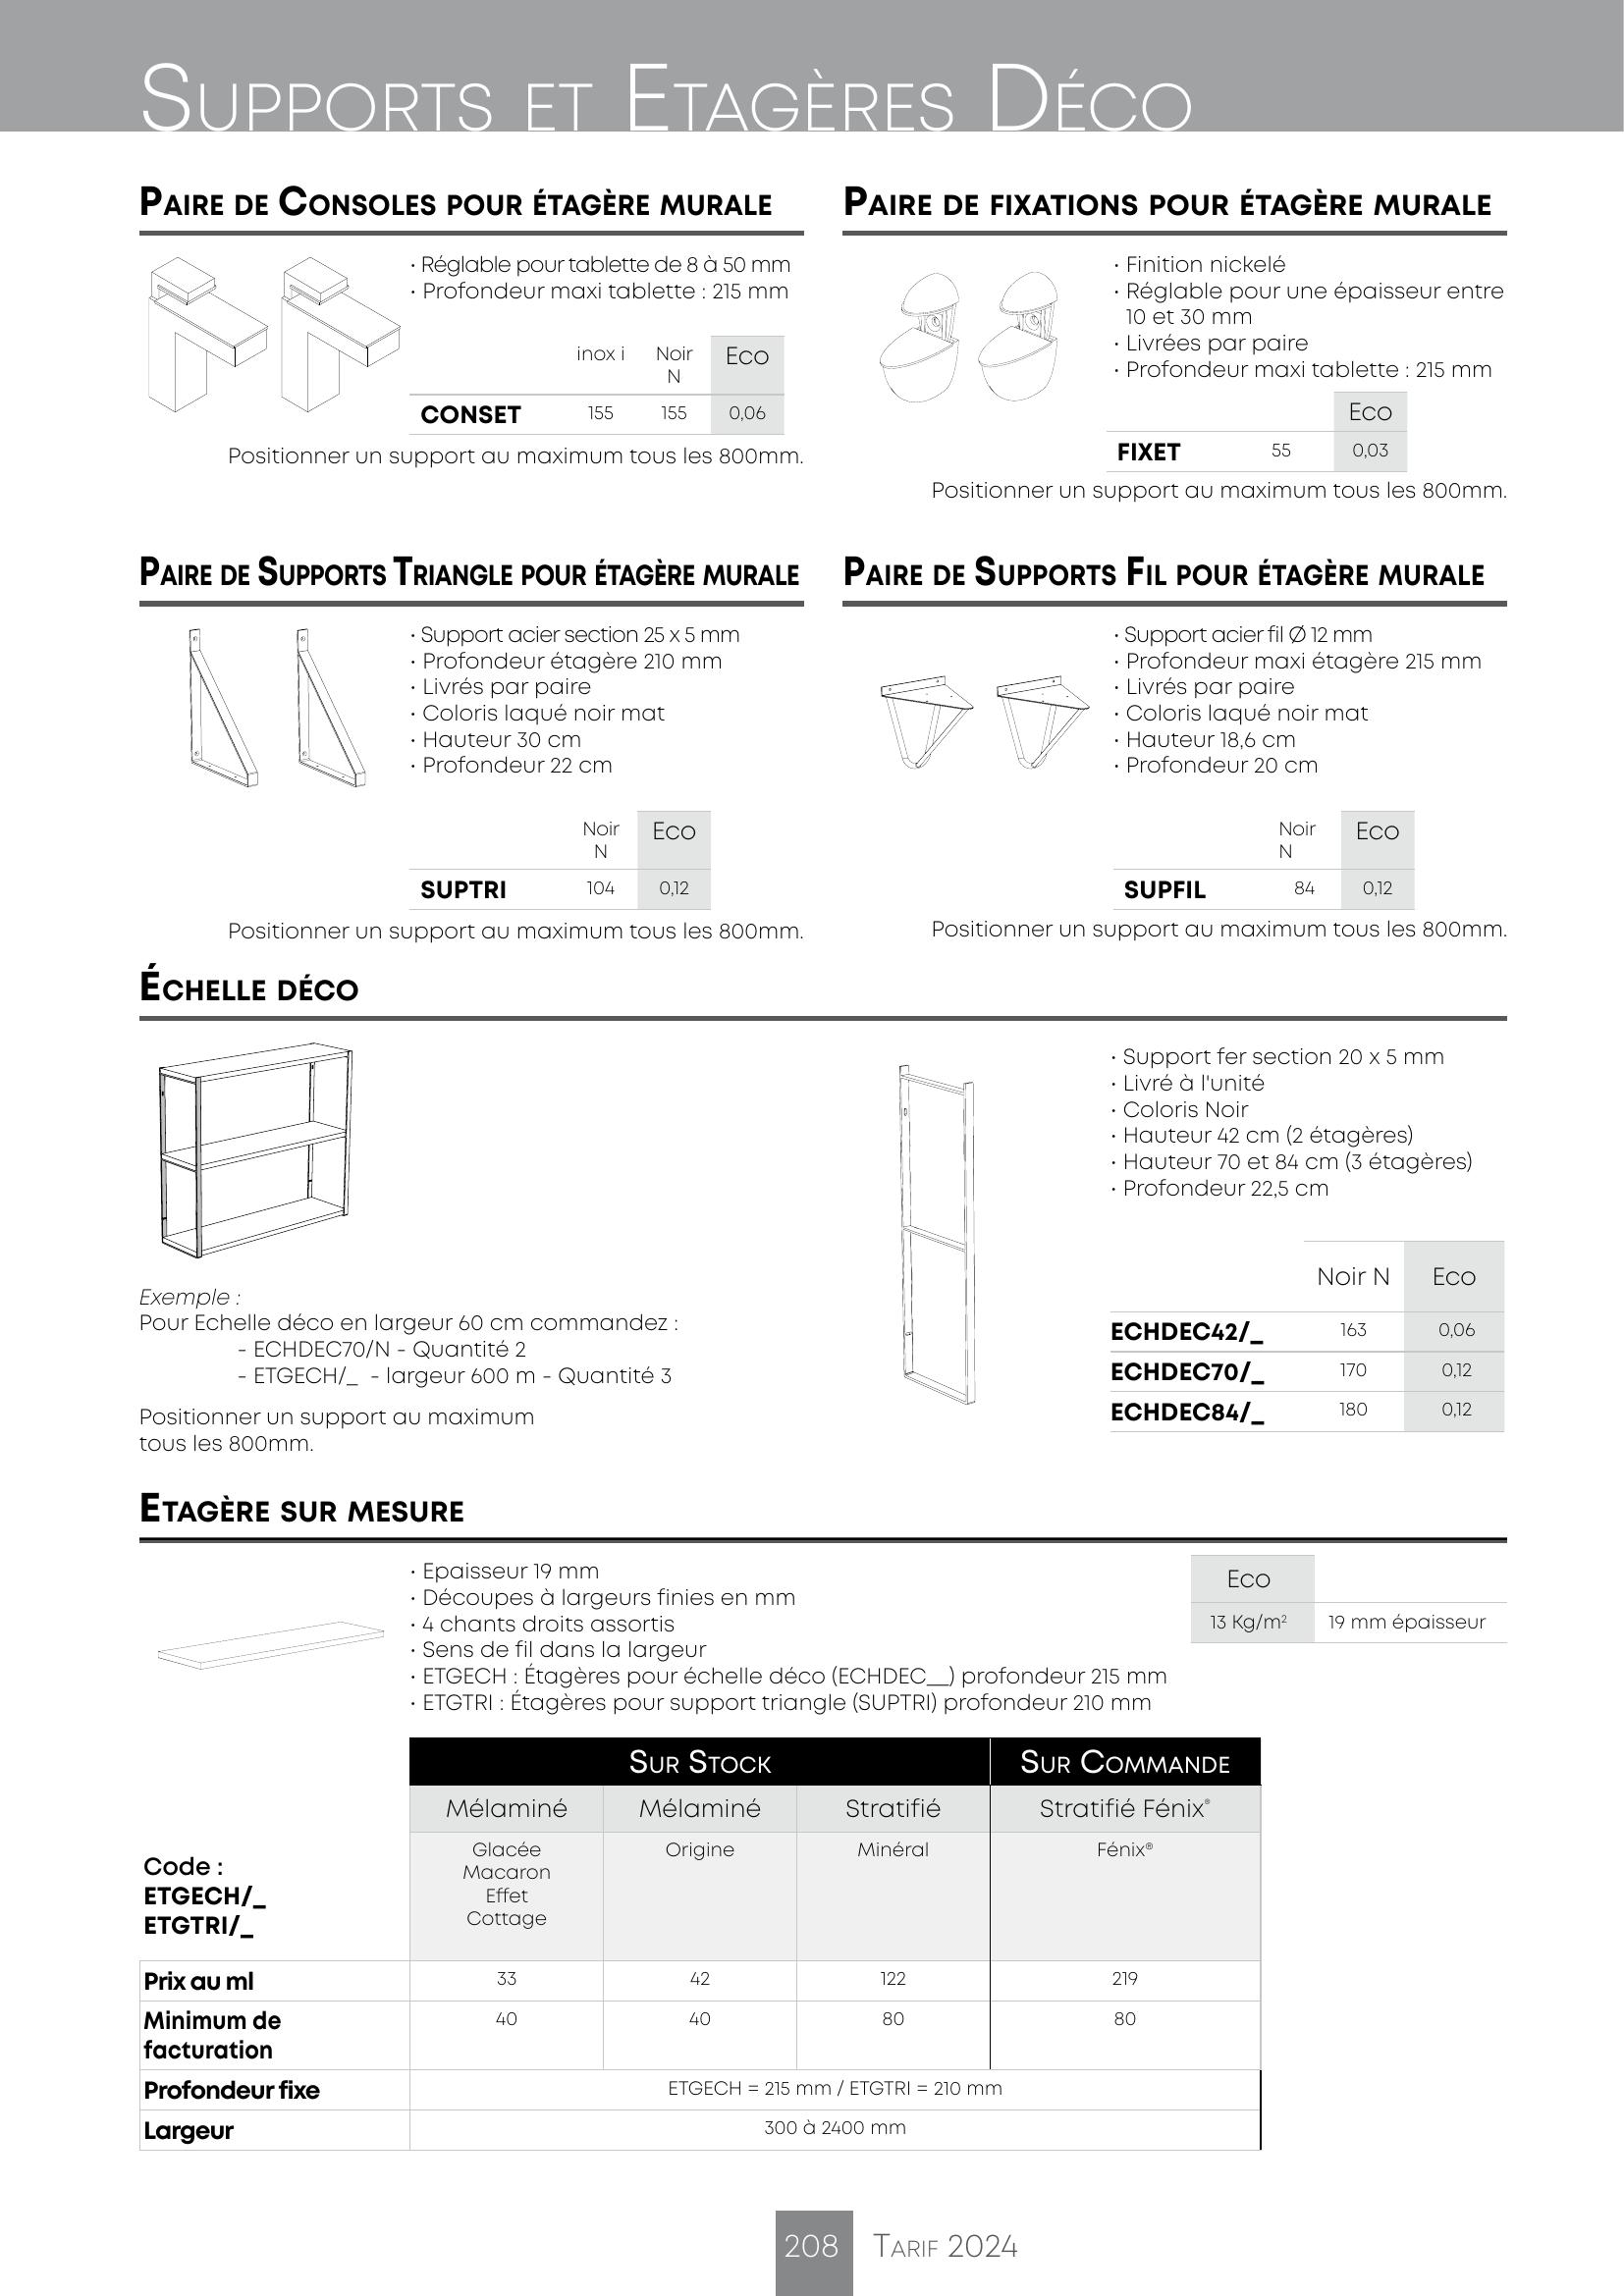 Supports et Etagères Déco
Paire de Consoles pour étagère murale
· Réglable pour tablette de 8 à 50 mm
· Profondeur maxi tablette : 215 mm
inox i Noir Eco
N
CONSET 155 155 0,06
Positionner un support au maximum tous les 800mm.
Paire de fixations pour étagère murale
· Finition nickelé
· Réglable pour une épaisseur entre
10 et 30 mm
· Livrées par paire
· Profondeur maxi tablette : 215 mm
Eco
FIXET 55 0,03
Positionner un support au maximum tous les 800mm.
Paire de Supports Triangle pour étagère murale
· Support acier section 25 x 5 mm
· Profondeur étagère 210 mm
· Livrés par paire
· Coloris laqué noir mat
· Hauteur 30 cm
· Profondeur 22 cm
Noir Eco
N
SUPTRI 104 0,12
Positionner un support au maximum tous les 800mm.
Paire de Supports Fil pour étagère murale
· Support acier fil Ø 12 mm
· Profondeur maxi étagère 215 mm
· Livrés par paire
· Coloris laqué noir mat
· Hauteur 18,6 cm
· Profondeur 20 cm
Noir Eco
N
SUPFIL 84 0,12
Positionner un support au maximum tous les 800mm.
Échelle déco
Exemple :
Pour Echelle déco en largeur 60 cm commandez :
- ECHDEC70/N - Quantité 2
- ETGECH/_ - largeur 600 m - Quantité 3
Positionner un support au maximum
tous les 800mm.
· Support fer section 20 x 5 mm
· Livré à l'unité
· Coloris Noir
· Hauteur 42 cm (2 étagères)
· Hauteur 70 et 84 cm (3 étagères)
· Profondeur 22,5 cm
Noir N Eco
ECHDEC42/_ 163 0,06
ECHDEC70/_ 170 0,12
ECHDEC84/_ 180 0,12
Etagère sur mesure
· Epaisseur 19 mm
· Découpes à largeurs finies en mm
· 4 chants droits assortis
· Sens de fil dans la largeur
· ETGECH : Étagères pour échelle déco (ECHDEC__) profondeur 215 mm
· ETGTRI : Étagères pour support triangle (SUPTRI) profondeur 210 mm
Eco
13 Kg/m² 19 mm épaisseur
Sur Stock Sur Commande
Mélaminé Mélaminé Stratifié Stratifié Fénix®
Glacée Origine Minéral Fénix®
Macaron
Effet
Cottage
Code :
ETGECH/_
ETGTRI/_
Prix au ml 33 42 122 219
Minimum de 40 40 80 80
facturation
Profondeur fixe ETGECH = 215 mm / ETGTRI = 210 mm
Largeur 300 à 2400 mm
208 Tarif 2024